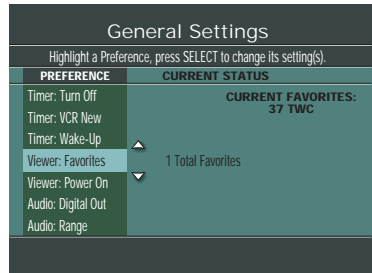 General Settings
Highlight a Preference, press SELECT to change its setting(s).
PREFERENCE CURRENT STATUS
Timer: Turn Off
CURRENT FAVORITES:
37 TWC
Timer: VCR New
Timer: Wake-Up
Viewer: Favorites 1 Total Favorites
Viewer: Power On
Audio: Digital Out
Audio: Range